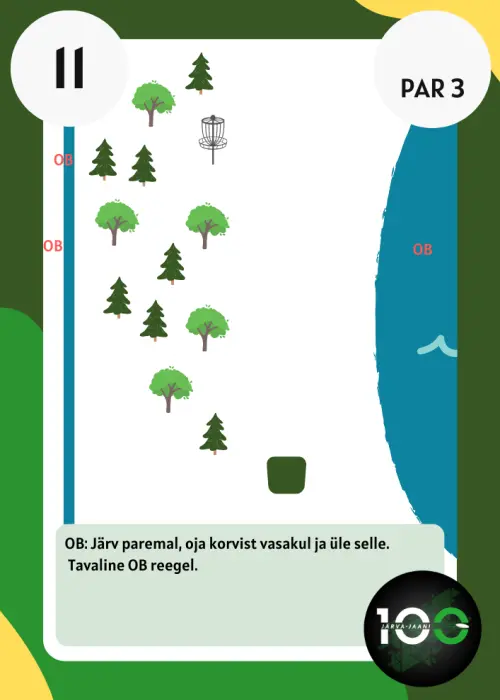 11
PAR 3
OB
OB
OB
OB: Järv paremal, oja korvist vasakul ja üle selle.
Tavaline OB reegel.
JÄRVA-JAANI
100